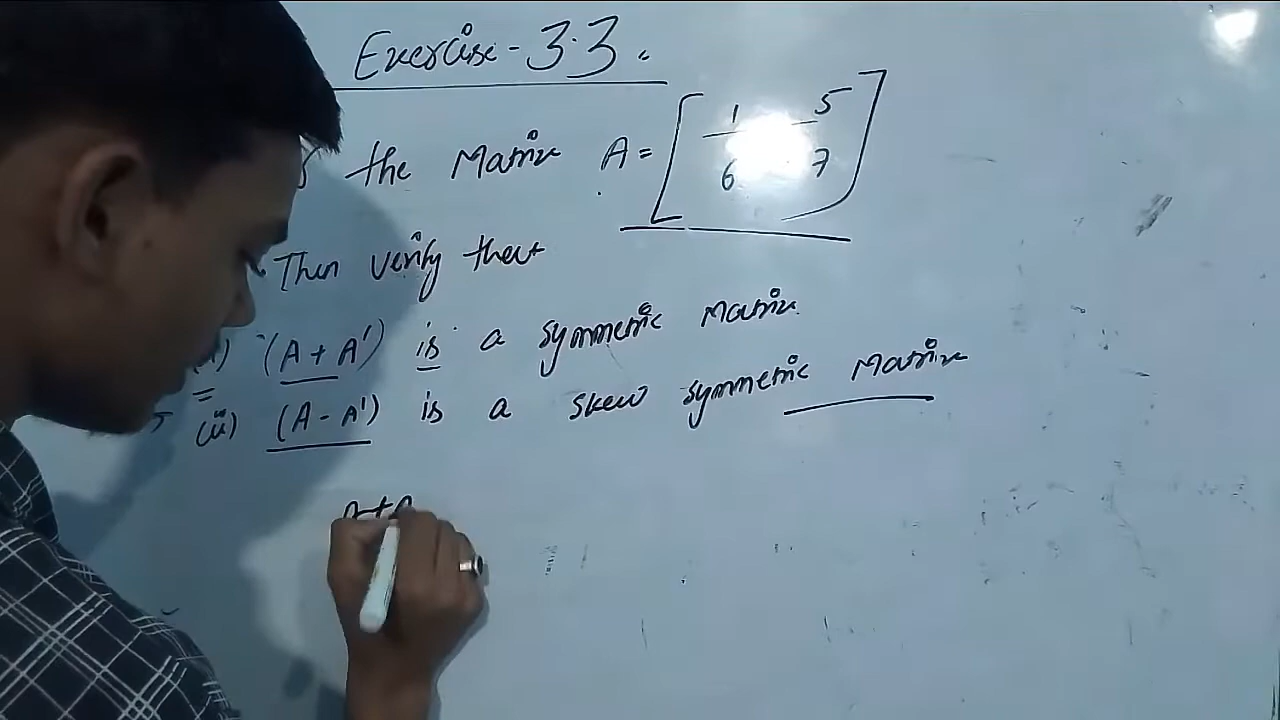 Exercise - 3.3.
the Matrix A = [ 1 5
6 7 ]
Then verify that
(A + A') is a symmetric Matrix.
(ii) (A - A') is a skew symmetric Matrix
A+A